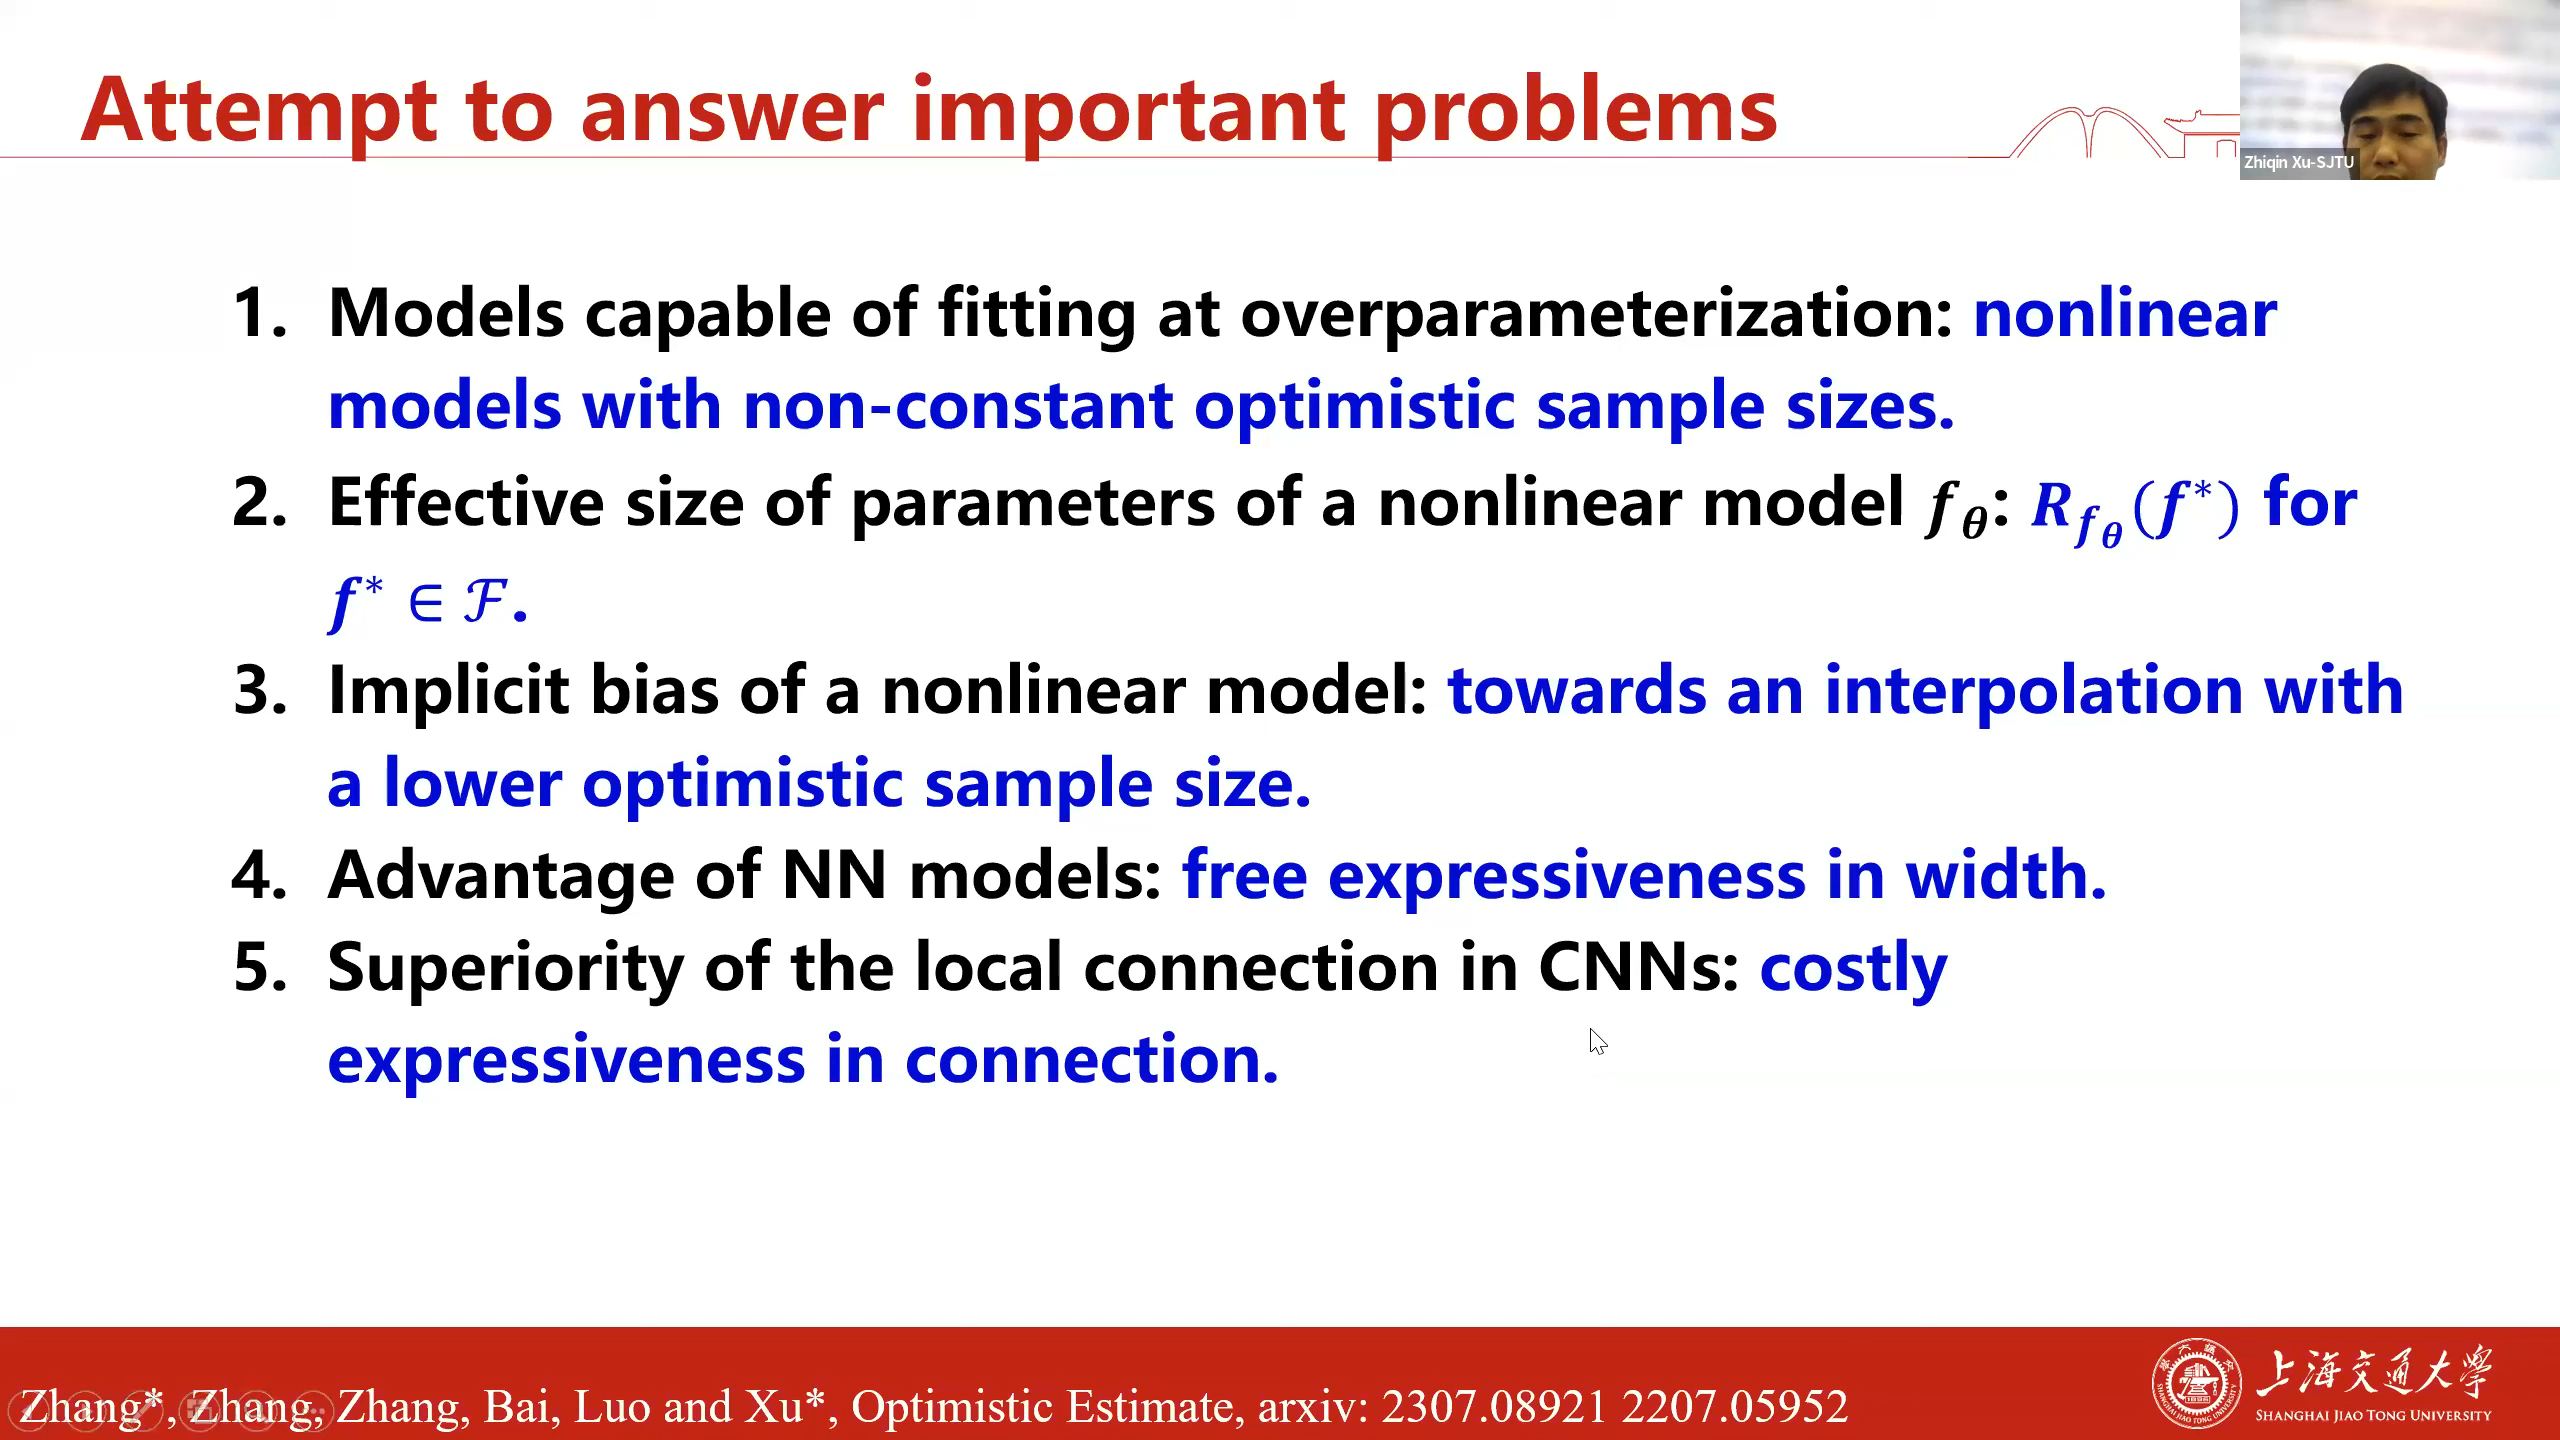 Attempt to answer important problems
Zhiqin Xu-SJTU
1. Models capable of fitting at overparameterization: nonlinear
models with non-constant optimistic sample sizes.
2. Effective size of parameters of a nonlinear model f_θ: R_{f_θ}(f*) for
f* ∈ ℱ.
3. Implicit bias of a nonlinear model: towards an interpolation with
a lower optimistic sample size.
4. Advantage of NN models: free expressiveness in width.
5. Superiority of the local connection in CNNs: costly
expressiveness in connection.
Zhang*, Zhang, Zhang, Bai, Luo and Xu*, Optimistic Estimate, arxiv: 2307.08921 2207.05952
上海交通大学
SHANGHAI JIAO TONG UNIVERSITY